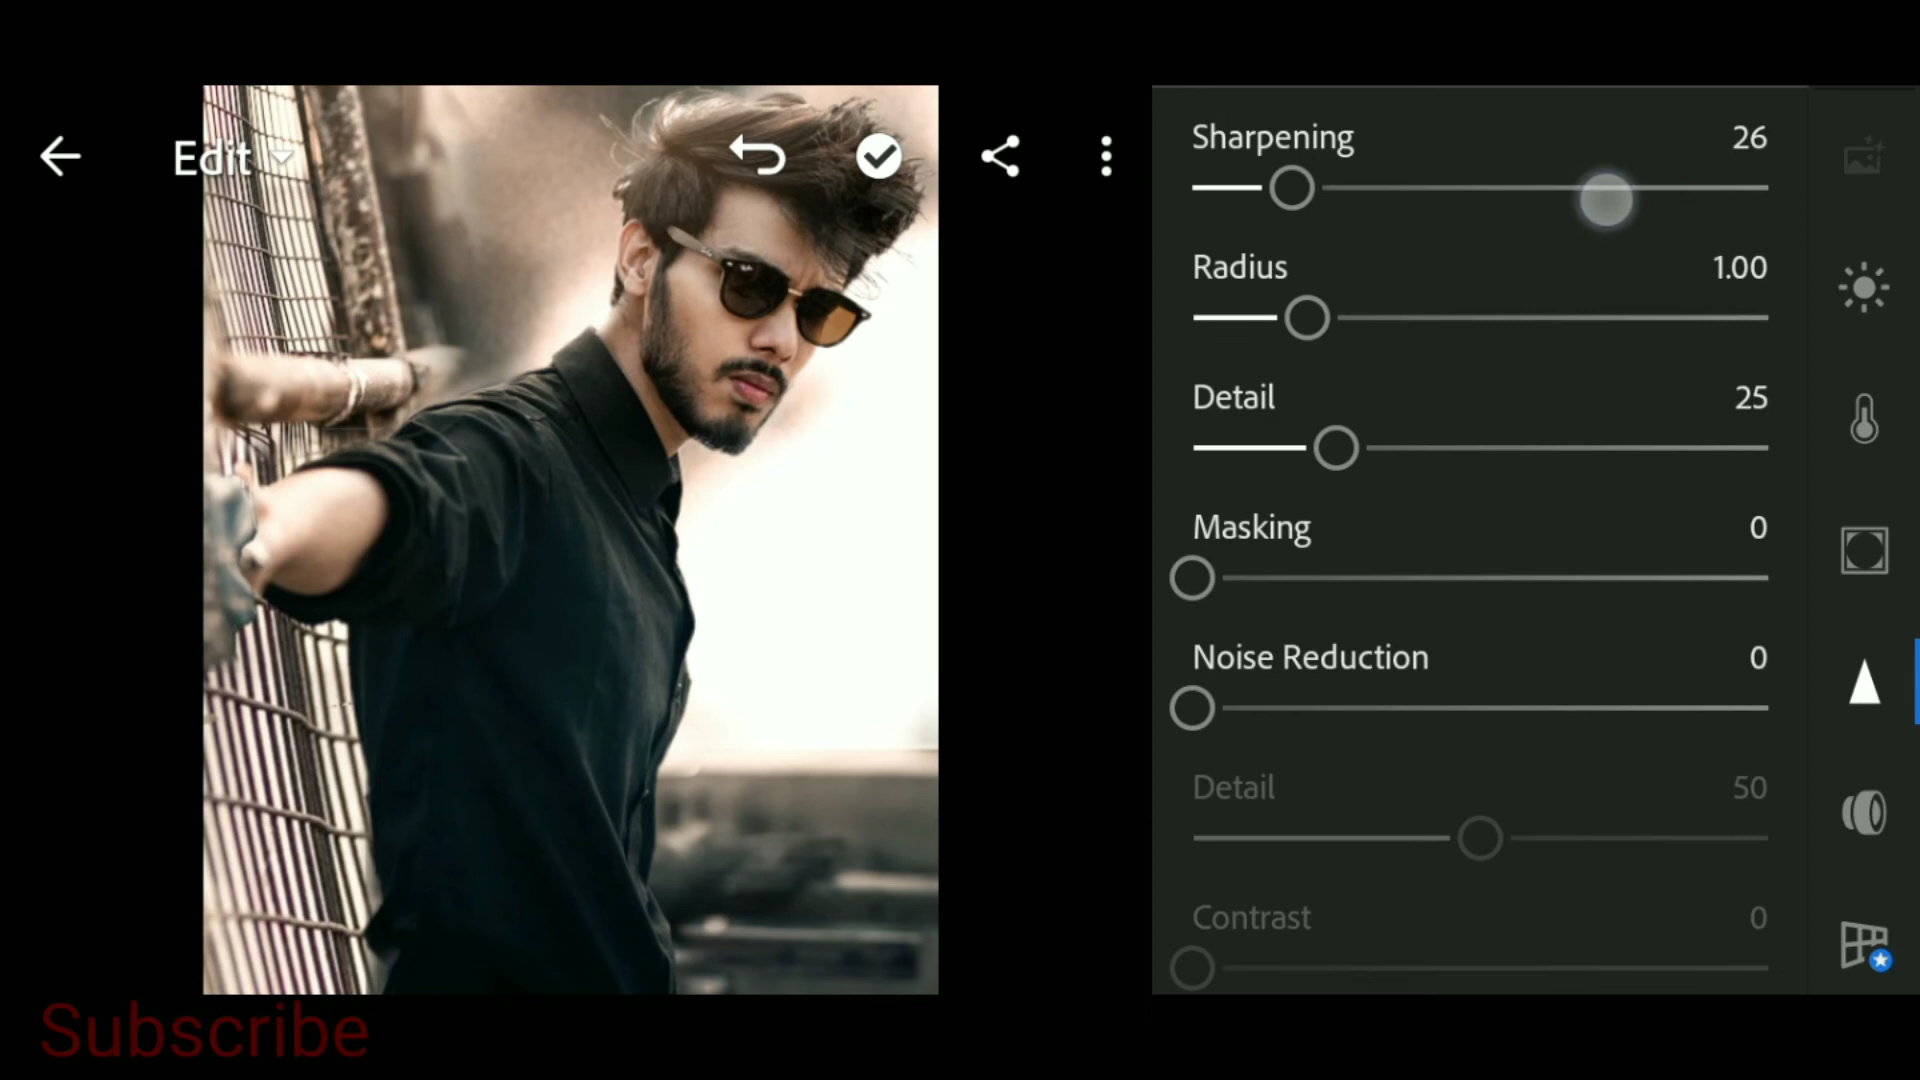 Edit
Sharpening 26
Radius 1.00
Detail 25
Masking 0
Noise Reduction 0
Detail 50
Contrast 0
Subscribe